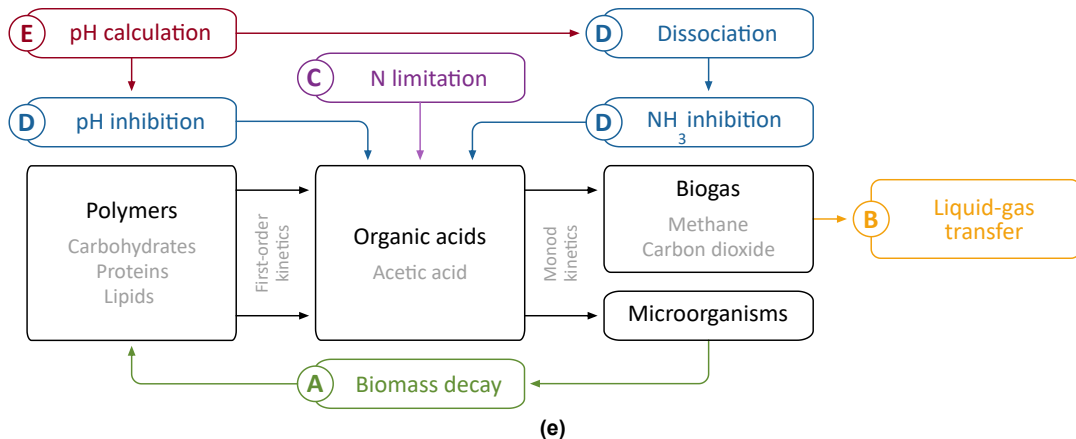 E pH calculation
D Dissociation
C N limitation
D pH inhibition
D NH3 inhibition
Polymers
Carbohydrates
Proteins
Lipids
First-order
kinetics
Organic acids
Acetic acid
Monod
kinetics
Biogas
Methane
Carbon dioxide
B Liquid-gas
transfer
Microorganisms
A Biomass decay
(e)